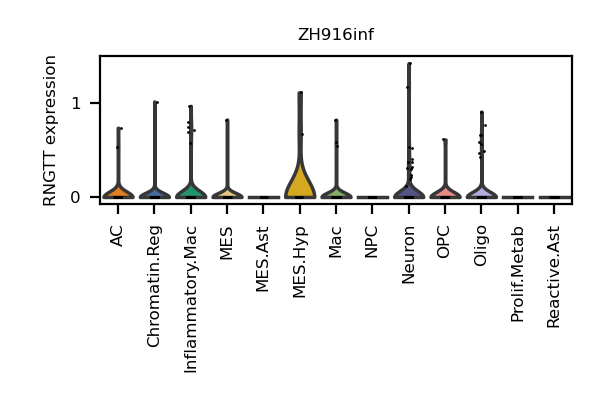 ZH916inf
RNGTT expression
1
0
AC
Chromatin.Reg
Inflammatory.Mac
MES
MES.Ast
MES.Hyp
Mac
NPC
Neuron
OPC
Oligo
Prolif.Metab
Reactive.Ast